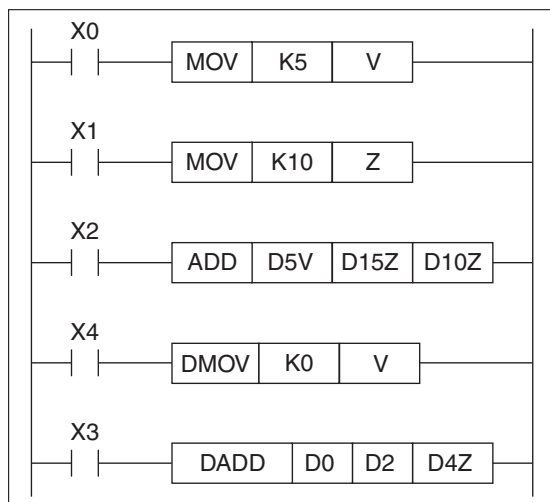 X0
MOV K5 V
X1
MOV K10 Z
X2
ADD D5V D15Z D10Z
X4
DMOV K0 V
X3
DADD D0 D2 D4Z